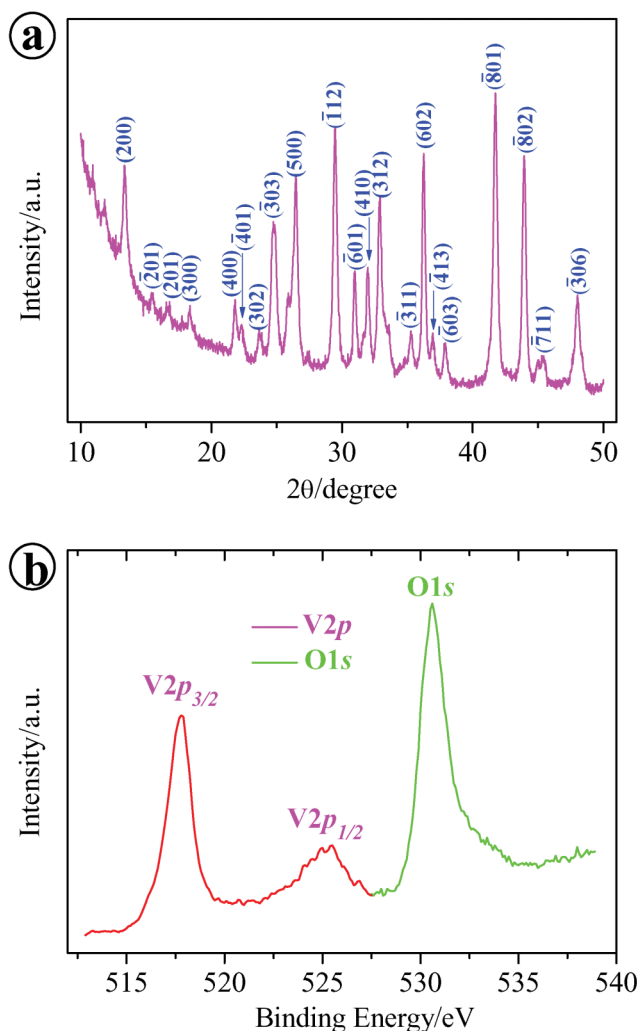 a
(200)
(2̅01)
(201)
(300)
(400)
(4̅01)
(302)
(3̅03)
(500)
(1̅12)
(6̅01)
(410)
(312)
(3̅11)
(602)
(4̅13)
(6̅03)
(8̅01)
(8̅02)
(7̅11)
(3̅06)
Intensity/a.u.
10 20 30 40 50
2θ/degree
b
O1s
V2p
O1s
V2p3/2
V2p1/2
Intensity/a.u.
515 520 525 530 535 540
Binding Energy/eV